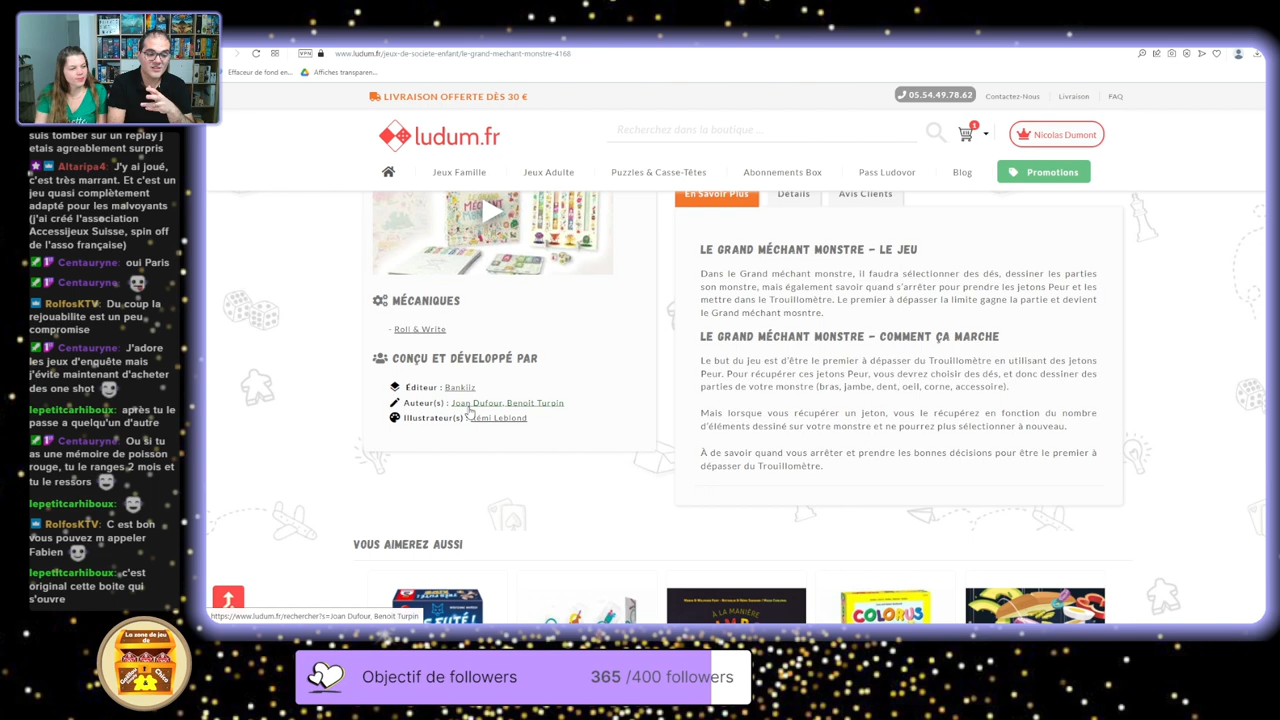 suis tomber sur un replay j
etais agreablement surpris
Altaripa4: J'y ai joué,
c'est très marrant. Et c'est un
jeu quasi complètement
adapté pour les malvoyants
(j'ai créé l'association
Accessijeux Suisse, spin off
de l'asso française)
Centauryne: oui Paris
Centauryne:
RolfosKTV: Du coup la
rejouabilite est un peu
compromise
Centauryne: J'adore
les jeux d'enquête mais
j'évite maintenant d'acheter
des one shot
lepetitcarhiboux: après tu le
passe a quelqu'un d'autre
Centauryne: Ou si tu
as une mémoire de poisson
rouge, tu le ranges 2 mois et
tu le ressors
lepetitcarhiboux:
RolfosKTV: C est bon
vous pouvez m appeler
Fabien
lepetitcarhiboux: c'est
original cette boite qui
s'ouvre
VPN
www.ludum.fr/jeux-de-societe-enfant/le-grand-mechant-monstre-4168
Effaceur de fond en...
Affiches transparen...
LIVRAISON OFFERTE DÈS 30 €
05.54.49.78.62
Contactez-Nous
Livraison
FAQ
ludum.fr
Recherchez dans la boutique ...
1
Nicolas Dumont
Jeux Famille
Jeux Adulte
Puzzles & Casse-Têtes
Abonnements Box
Pass Ludovor
Blog
Promotions
MÉCHANT
MONSTRE
En Savoir Plus
Détails
Avis Clients
MÉCANIQUES
- Roll & Write
CONÇU ET DÉVELOPPÉ PAR
Éditeur : Bankiiz
Auteur(s) : Joan Dufour, Benoit Turpin
Illustrateur(s) : Rémi Leblond
LE GRAND MÉCHANT MONSTRE – LE JEU
Dans le Grand méchant monstre, il faudra sélectionner des dés, dessiner les parties
son monstre, mais également savoir quand s'arrêter pour prendre les jetons Peur et les
mettre dans le Trouillomètre. Le premier à dépasser la limite gagne la partie et devient
le Grand méchant mosntre.
LE GRAND MÉCHANT MONSTRE – COMMENT ÇA MARCHE
Le but du jeu est d'être le premier à dépasser du Trouillomètre en utilisant des jetons
Peur. Pour récupérer ces jetons Peur, vous devrez choisir des dés, et donc dessiner des
parties de votre monstre (bras, jambe, dent, oeil, corne, accessoire).
Mais lorsque vous récupérer un jeton, vous le récupérez en fonction du nombre
d'éléments dessiné sur votre monstre et ne pourrez plus sélectionner à nouveau.
À de savoir quand vous arrêter et prendre les bonnes décisions pour être le premier à
dépasser du Trouillomètre.
VOUS AIMEREZ AUSSI
À LA MANIÈRE
COLORUS
https://www.ludum.fr/rechercher?s=Joan Dufour, Benoit Turpin
La zone de jeu
de
Chico
Objectif de followers
365 /400 followers